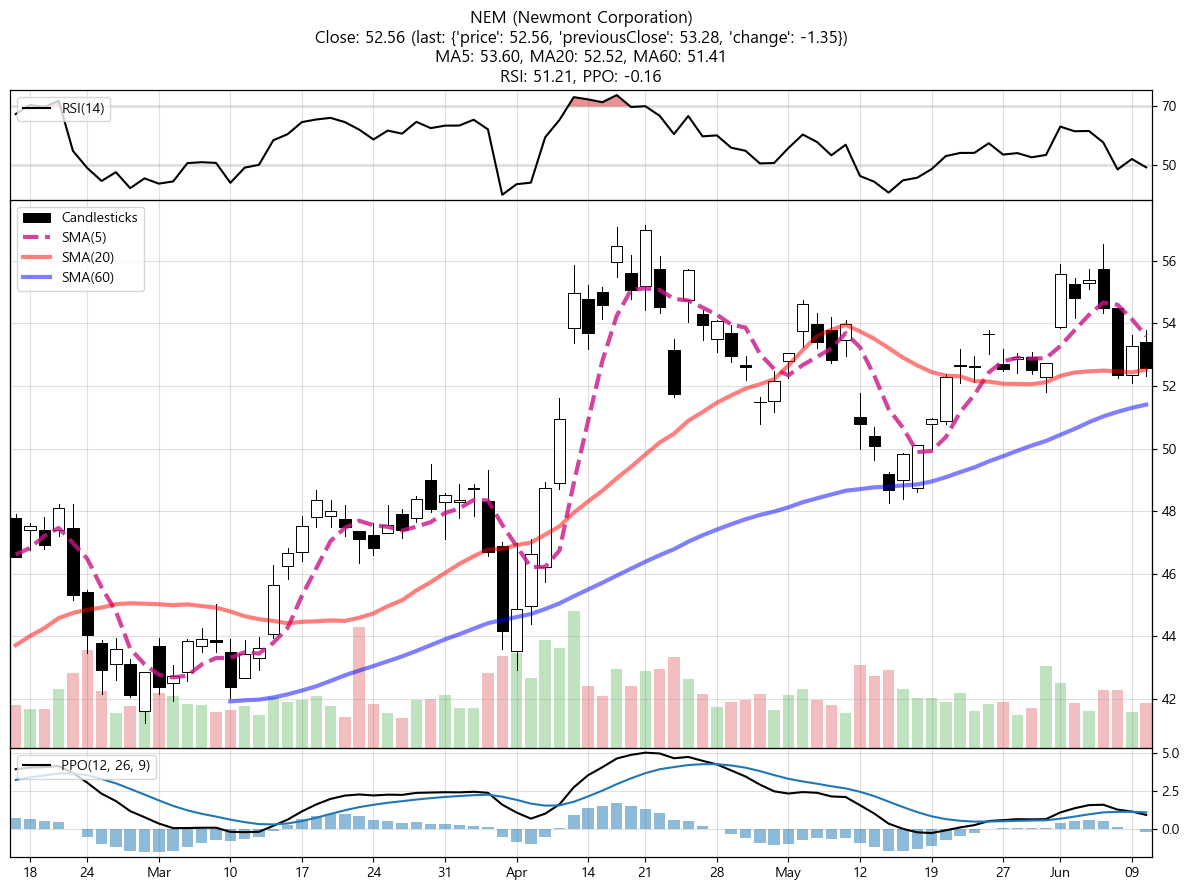 NEM (Newmont Corporation)
Close: 52.56 (last: {'price': 52.56, 'previousClose': 53.28, 'change': -1.35})
MA5: 53.60, MA20: 52.52, MA60: 51.41
RSI: 51.21, PPO: -0.16
RSI(14)
70
50
Candlesticks
SMA(5)
SMA(20)
SMA(60)
56
54
52
50
48
46
44
42
PPO(12, 26, 9)
5.0
2.5
0.0
18 24 Mar 10 17 24 31 Apr 14 21 28 May 12 19 27 Jun 09